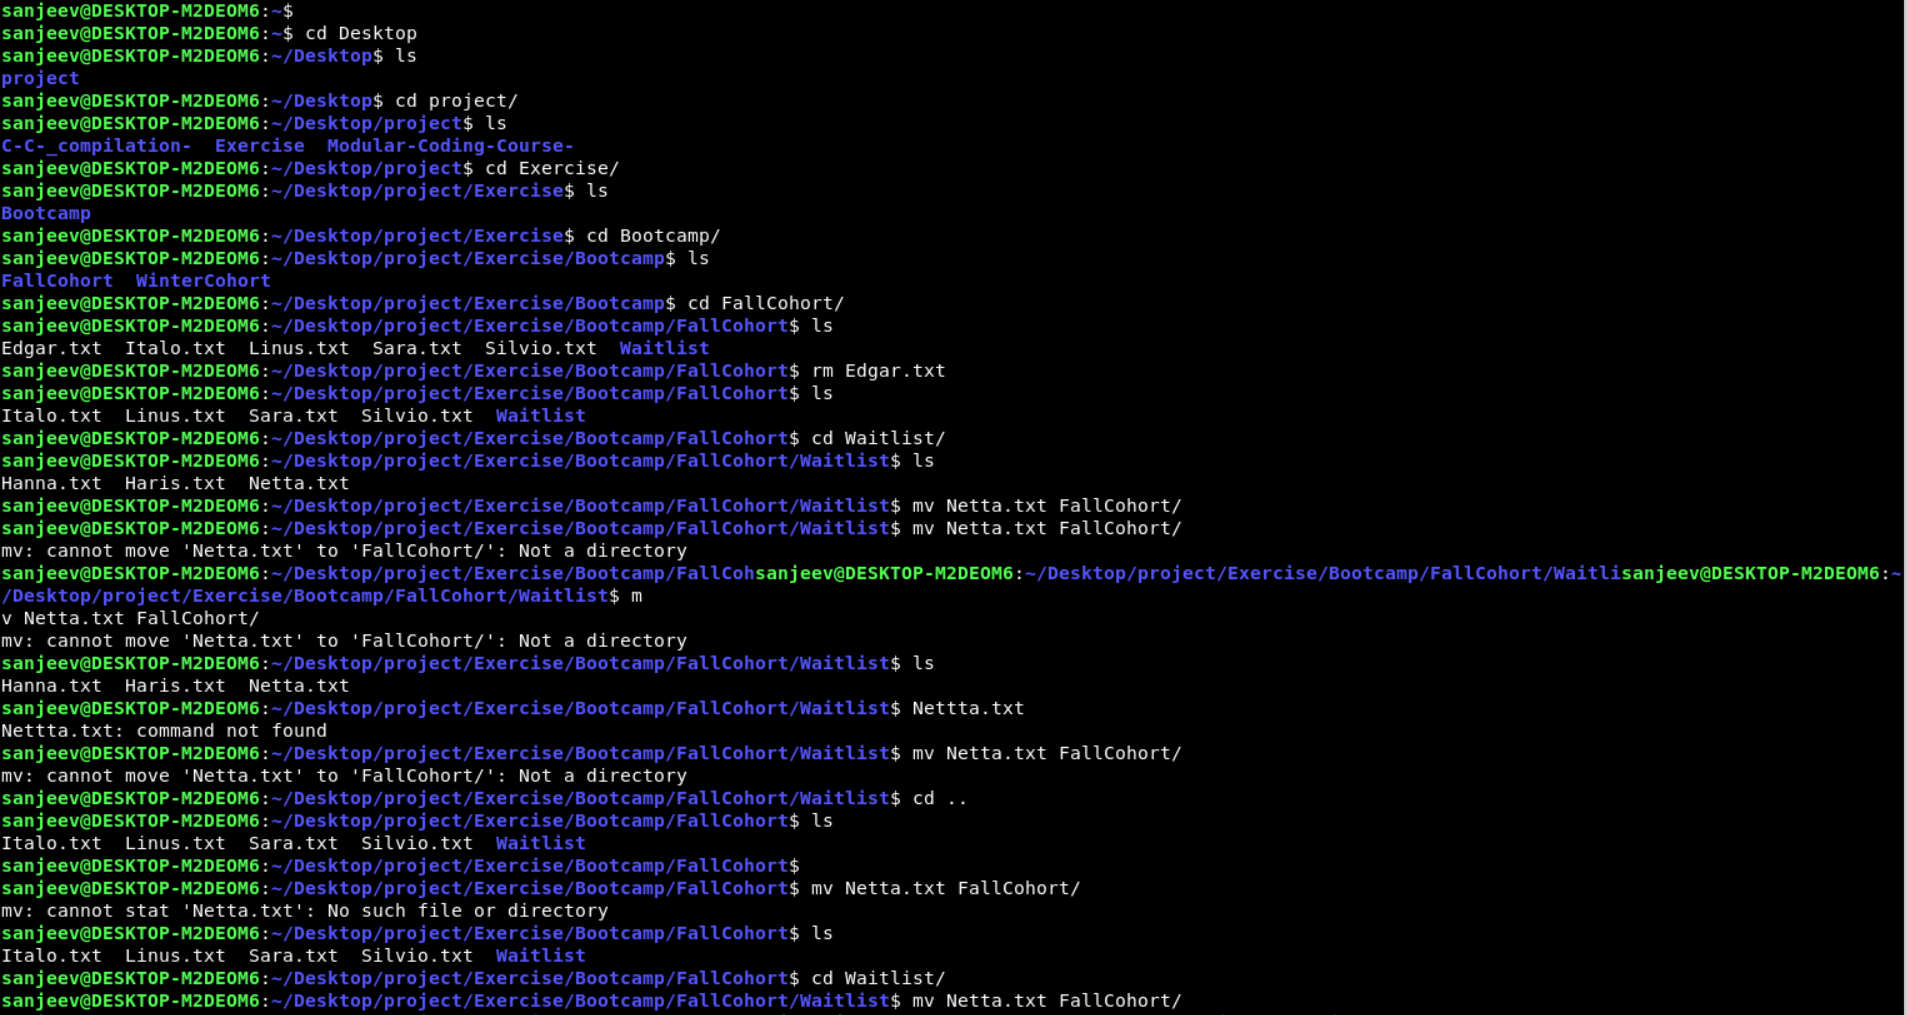 sanjeev@DESKTOP-M2DEOM6:~$
sanjeev@DESKTOP-M2DEOM6:~$ cd Desktop
sanjeev@DESKTOP-M2DEOM6:~/Desktop$ ls
project
sanjeev@DESKTOP-M2DEOM6:~/Desktop$ cd project/
sanjeev@DESKTOP-M2DEOM6:~/Desktop/project$ ls
C-C-_compilation-  Exercise  Modular-Coding-Course-
sanjeev@DESKTOP-M2DEOM6:~/Desktop/project$ cd Exercise/
sanjeev@DESKTOP-M2DEOM6:~/Desktop/project/Exercise$ ls
Bootcamp
sanjeev@DESKTOP-M2DEOM6:~/Desktop/project/Exercise$ cd Bootcamp/
sanjeev@DESKTOP-M2DEOM6:~/Desktop/project/Exercise/Bootcamp$ ls
FallCohort  WinterCohort
sanjeev@DESKTOP-M2DEOM6:~/Desktop/project/Exercise/Bootcamp$ cd FallCohort/
sanjeev@DESKTOP-M2DEOM6:~/Desktop/project/Exercise/Bootcamp/FallCohort$ ls
Edgar.txt  Italo.txt  Linus.txt  Sara.txt  Silvio.txt  Waitlist
sanjeev@DESKTOP-M2DEOM6:~/Desktop/project/Exercise/Bootcamp/FallCohort$ rm Edgar.txt
sanjeev@DESKTOP-M2DEOM6:~/Desktop/project/Exercise/Bootcamp/FallCohort$ ls
Italo.txt  Linus.txt  Sara.txt  Silvio.txt  Waitlist
sanjeev@DESKTOP-M2DEOM6:~/Desktop/project/Exercise/Bootcamp/FallCohort$ cd Waitlist/
sanjeev@DESKTOP-M2DEOM6:~/Desktop/project/Exercise/Bootcamp/FallCohort/Waitlist$ ls
Hanna.txt  Haris.txt  Netta.txt
sanjeev@DESKTOP-M2DEOM6:~/Desktop/project/Exercise/Bootcamp/FallCohort/Waitlist$ mv Netta.txt FallCohort/
sanjeev@DESKTOP-M2DEOM6:~/Desktop/project/Exercise/Bootcamp/FallCohort/Waitlist$ mv Netta.txt FallCohort/
mv: cannot move 'Netta.txt' to 'FallCohort/': Not a directory
sanjeev@DESKTOP-M2DEOM6:~/Desktop/project/Exercise/Bootcamp/FallCohsanjeev@DESKTOP-M2DEOM6:~/Desktop/project/Exercise/Bootcamp/FallCohort/Waitlisanjeev@DESKTOP-M2DEOM6:~
/Desktop/project/Exercise/Bootcamp/FallCohort/Waitlist$ m
v Netta.txt FallCohort/
mv: cannot move 'Netta.txt' to 'FallCohort/': Not a directory
sanjeev@DESKTOP-M2DEOM6:~/Desktop/project/Exercise/Bootcamp/FallCohort/Waitlist$ ls
Hanna.txt  Haris.txt  Netta.txt
sanjeev@DESKTOP-M2DEOM6:~/Desktop/project/Exercise/Bootcamp/FallCohort/Waitlist$ Nettta.txt
Nettta.txt: command not found
sanjeev@DESKTOP-M2DEOM6:~/Desktop/project/Exercise/Bootcamp/FallCohort/Waitlist$ mv Netta.txt FallCohort/
mv: cannot move 'Netta.txt' to 'FallCohort/': Not a directory
sanjeev@DESKTOP-M2DEOM6:~/Desktop/project/Exercise/Bootcamp/FallCohort/Waitlist$ cd ..
sanjeev@DESKTOP-M2DEOM6:~/Desktop/project/Exercise/Bootcamp/FallCohort$ ls
Italo.txt  Linus.txt  Sara.txt  Silvio.txt  Waitlist
sanjeev@DESKTOP-M2DEOM6:~/Desktop/project/Exercise/Bootcamp/FallCohort$
sanjeev@DESKTOP-M2DEOM6:~/Desktop/project/Exercise/Bootcamp/FallCohort$ mv Netta.txt FallCohort/
mv: cannot stat 'Netta.txt': No such file or directory
sanjeev@DESKTOP-M2DEOM6:~/Desktop/project/Exercise/Bootcamp/FallCohort$ ls
Italo.txt  Linus.txt  Sara.txt  Silvio.txt  Waitlist
sanjeev@DESKTOP-M2DEOM6:~/Desktop/project/Exercise/Bootcamp/FallCohort$ cd Waitlist/
sanjeev@DESKTOP-M2DEOM6:~/Desktop/project/Exercise/Bootcamp/FallCohort/Waitlist$ mv Netta.txt FallCohort/